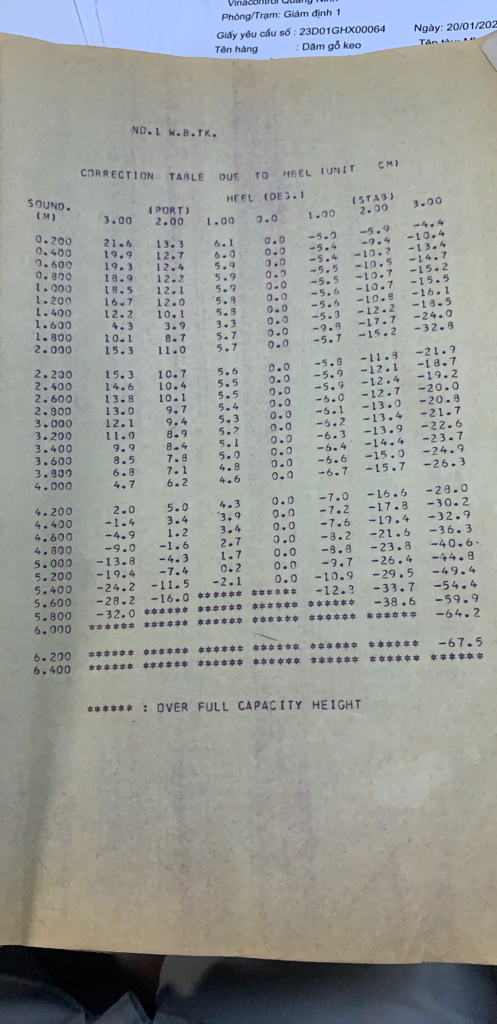 Vinacontrol Quảng Ninh
Phòng/Trạm: Giám định 1
Giấy yêu cầu số : 23D01GHX00064 Ngày: 20/01/202
Tên hàng : Dăm gỗ keo
NO.1 W.B.TK.
CORRECTION TABLE DUE TO HEEL (UNIT CM)
SOUND. HEEL (DEG.)
(M) (PORT) (STAB)
3.00 2.00 1.00 0.0 1.00 2.00 3.00
0.200 21.6 13.3 6.1 0.0 -5.0 -5.9 -4.4
0.400 19.9 12.7 6.0 0.0 -5.4 -9.4 -10.4
0.600 19.3 12.4 5.9 0.0 -5.4 -10.2 -13.4
0.800 18.9 12.2 5.9 0.0 -5.5 -10.5 -14.7
1.000 18.5 12.1 5.9 0.0 -5.5 -10.7 -15.2
1.200 16.7 12.0 5.8 0.0 -5.6 -10.7 -15.5
1.400 12.2 10.1 5.8 0.0 -5.6 -10.8 -16.1
1.600 4.3 3.9 3.3 0.0 -5.3 -12.2 -18.5
1.800 10.1 8.7 5.7 0.0 -9.8 -17.7 -24.0
2.000 15.3 11.0 5.7 0.0 -5.7 -15.2 -32.8
2.200 15.3 10.7 5.6 0.0 -5.8 -11.8 -21.9
2.400 14.6 10.4 5.5 0.0 -5.9 -12.1 -18.7
2.600 13.8 10.1 5.5 0.0 -5.9 -12.4 -19.2
2.800 13.0 9.7 5.4 0.0 -6.0 -12.7 -20.0
3.000 12.1 9.4 5.3 0.0 -6.1 -13.0 -20.8
3.200 11.0 8.9 5.2 0.0 -6.2 -13.4 -21.7
3.400 9.9 8.4 5.1 0.0 -6.3 -13.9 -22.6
3.600 8.5 7.8 5.0 0.0 -6.4 -14.4 -23.7
3.800 6.8 7.1 4.8 0.0 -6.6 -15.0 -24.9
4.000 4.7 6.2 4.6 0.0 -6.7 -15.7 -26.3
4.200 2.0 5.0 4.3 0.0 -7.0 -16.6 -28.0
4.400 -1.4 3.4 3.9 0.0 -7.2 -17.8 -30.2
4.600 -4.9 1.2 3.4 0.0 -7.6 -19.4 -32.9
4.800 -9.0 -1.6 2.7 0.0 -8.2 -21.6 -36.3
5.000 -13.8 -4.3 1.7 0.0 -8.8 -23.8 -40.6
5.200 -19.4 -7.4 0.2 0.0 -9.7 -26.4 -44.8
5.400 -24.2 -11.5 -2.1 0.0 -10.9 -29.5 -49.4
5.600 -28.2 -16.0 ****** ****** -12.9 -33.7 -54.4
5.800 -32.0 ****** ****** ****** ****** -38.6 -59.9
6.000 ****** ****** ****** ****** ****** ****** -64.2
6.200 ****** ****** ****** ****** ****** ****** -67.5
6.400 ****** ****** ****** ****** ****** ****** ******
****** : OVER FULL CAPACITY HEIGHT